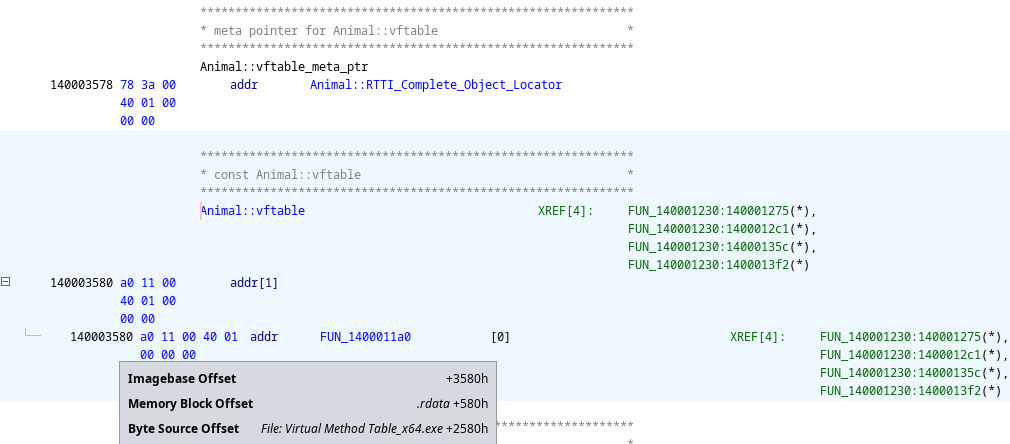 **************************************************************
* meta pointer for Animal::vftable *
**************************************************************
Animal::vftable_meta_ptr
140003578 78 3a 00 addr Animal::RTTI_Complete_Object_Locator
40 01 00
00 00
**************************************************************
* const Animal::vftable *
**************************************************************
Animal::vftable XREF[4]: FUN_140001230:140001275(*),
FUN_140001230:1400012c1(*),
FUN_140001230:14000135c(*),
FUN_140001230:1400013f2(*)
140003580 a0 11 00 addr[1]
40 01 00
00 00
140003580 a0 11 00 40 01 addr FUN_1400011a0 [0] XREF[4]: FUN_140001230:140001275(*),
00 00 00 FUN_140001230:1400012c1(*),
FUN_140001230:14000135c(*),
FUN_140001230:1400013f2(*)
Imagebase Offset +3580h
Memory Block Offset .rdata +580h
Byte Source Offset File: Virtual Method Table_x64.exe +2580h
********************
*